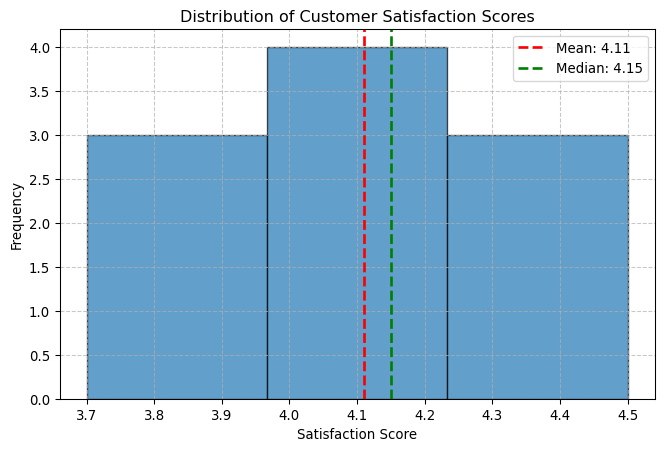 Distribution of Customer Satisfaction Scores
Mean: 4.11
Median: 4.15
Frequency
4.0
3.5
3.0
2.5
2.0
1.5
1.0
0.5
0.0
3.7 3.8 3.9 4.0 4.1 4.2 4.3 4.4 4.5
Satisfaction Score